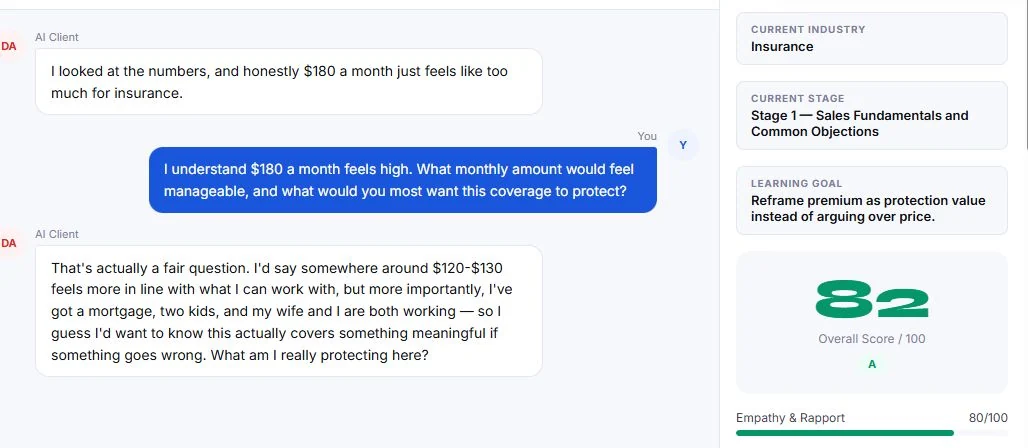 AI Client
DA
I looked at the numbers, and honestly $180 a month just feels like too
much for insurance.
You
Y
I understand $180 a month feels high. What monthly amount would feel
manageable, and what would you most want this coverage to protect?
AI Client
DA
That's actually a fair question. I'd say somewhere around $120-$130
feels more in line with what I can work with, but more importantly, I've
got a mortgage, two kids, and my wife and I are both working — so I
guess I'd want to know this actually covers something meaningful if
something goes wrong. What am I really protecting here?
CURRENT INDUSTRY
Insurance
CURRENT STAGE
Stage 1 — Sales Fundamentals and
Common Objections
LEARNING GOAL
Reframe premium as protection value
instead of arguing over price.
82
Overall Score / 100
A
Empathy & Rapport
80/100